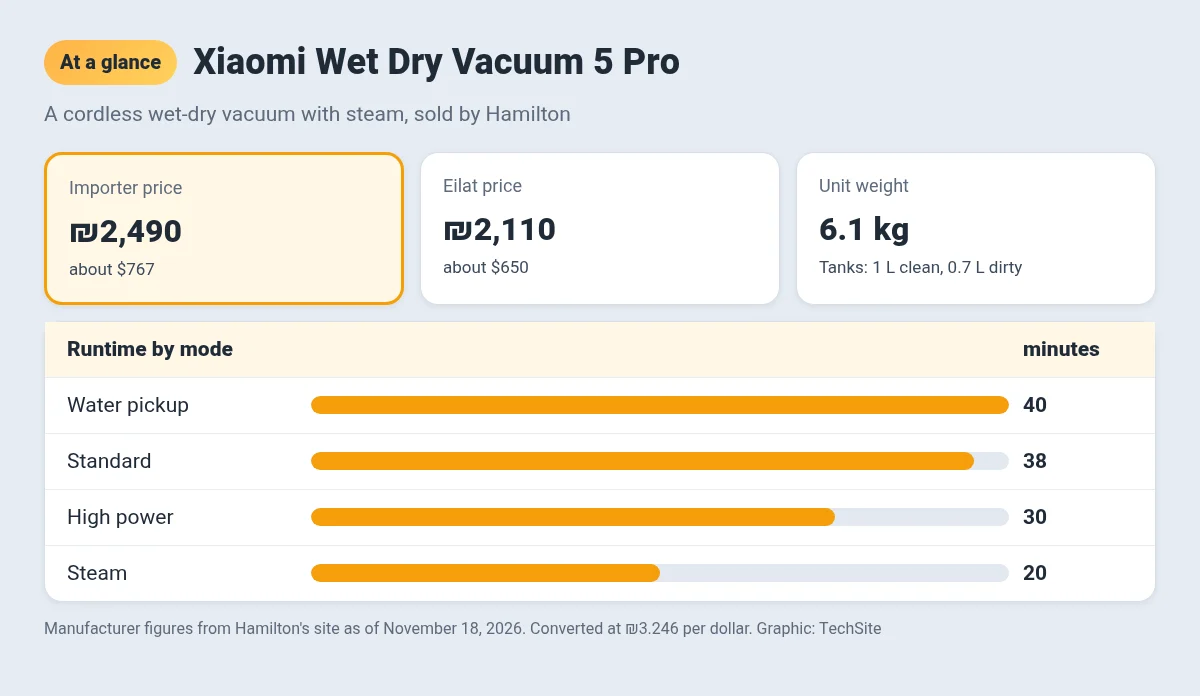 At a glance Xiaomi Wet Dry Vacuum 5 Pro
A cordless wet-dry vacuum with steam, sold by Hamilton
Importer price
₪2,490
about $767
Eilat price
₪2,110
about $650
Unit weight
6.1 kg
Tanks: 1 L clean, 0.7 L dirty
Runtime by mode minutes
Water pickup 40
Standard 38
High power 30
Steam 20
Manufacturer figures from Hamilton's site as of November 18, 2026. Converted at ₪3.246 per dollar. Graphic: TechSite